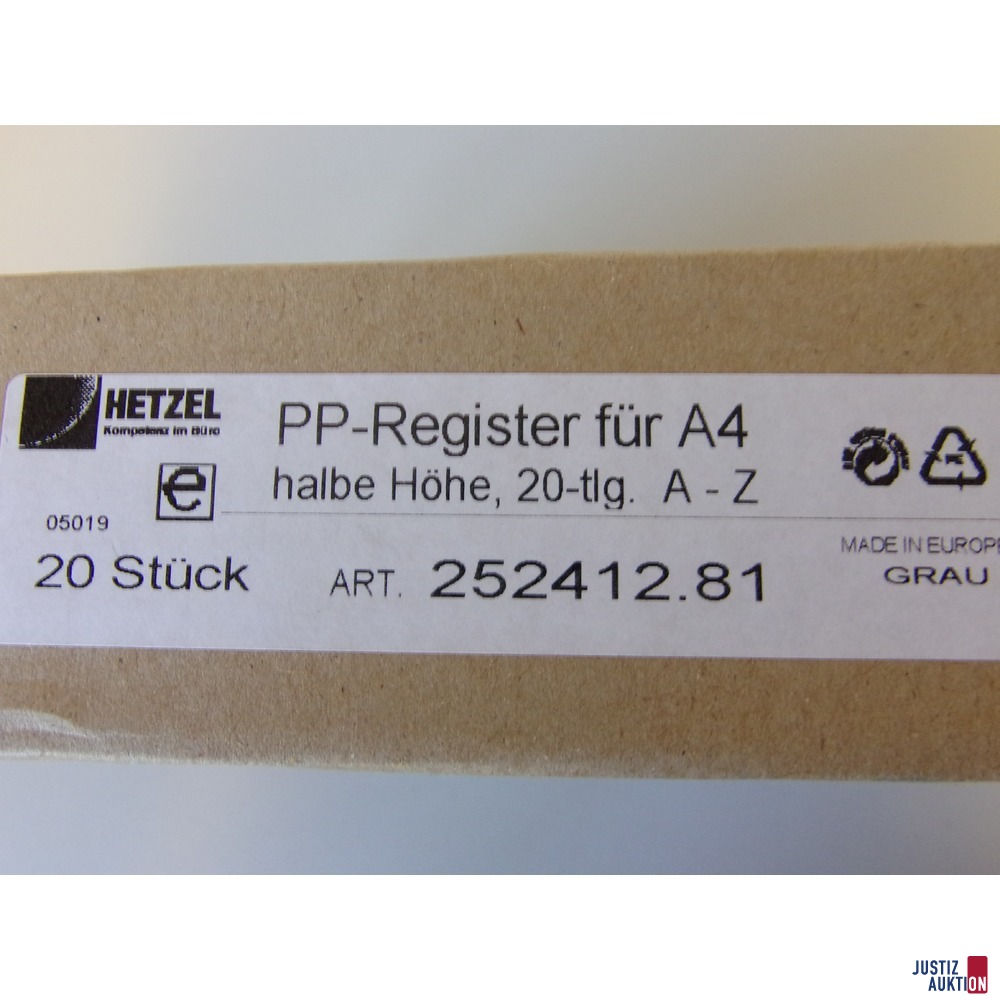 HETZEL
Kompetenz im Büro
PP-Register für A4
halbe Höhe, 20-tlg. A - Z
e
05019
20 Stück
ART. 252412.81
MADE IN EUROPE
GRAU
JUSTIZ
AUKTION